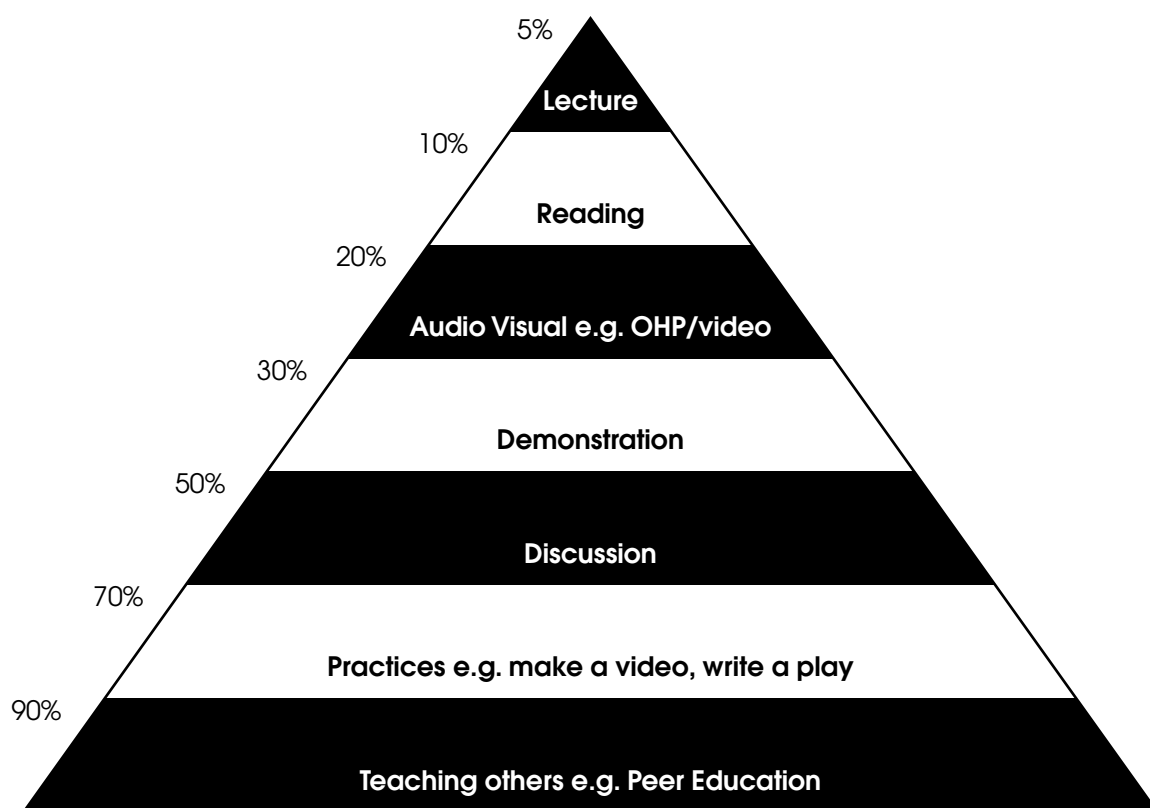 5%
Lecture
10%
Reading
20%
Audio Visual e.g. OHP/video
30%
Demonstration
50%
Discussion
70%
Practices e.g. make a video, write a play
90%
Teaching others e.g. Peer Education